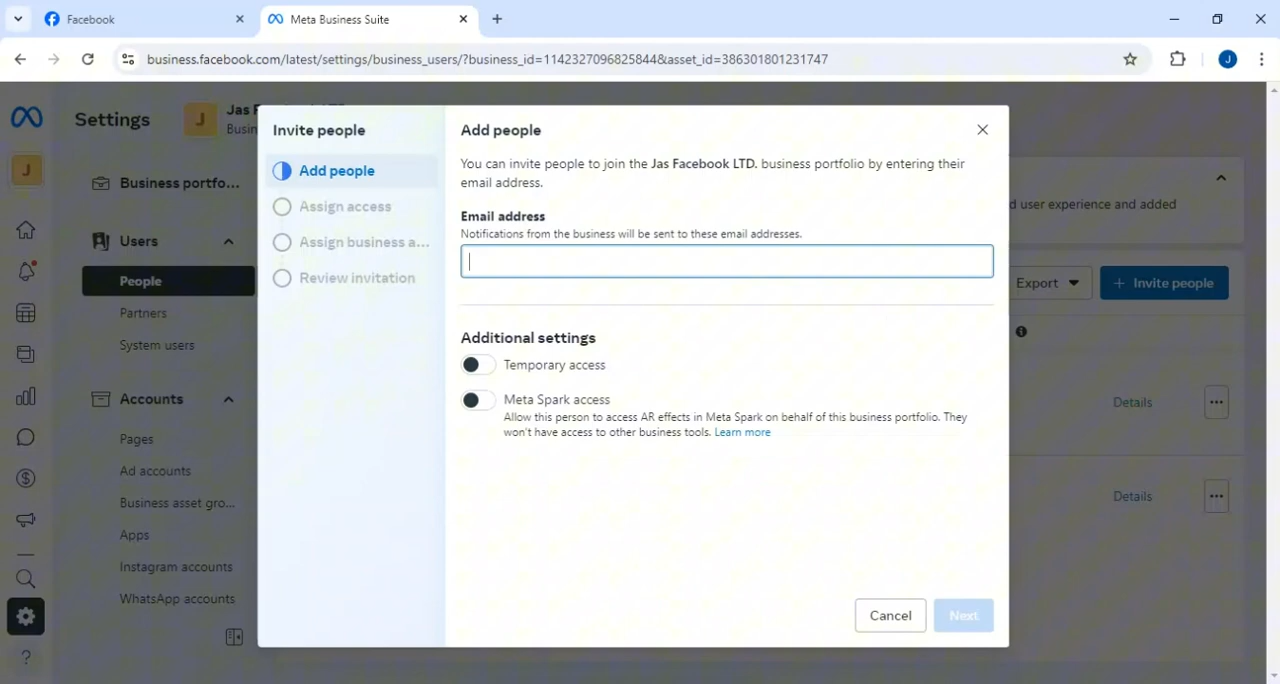 Facebook
Meta Business Suite
business.facebook.com/latest/settings/business_users/?business_id=1142327096825844&asset_id=386301801231747
J
Settings
J
Jas F
Busin
J
Business portfo...
Users
People
Partners
System users
Accounts
Pages
Ad accounts
Business asset gro...
Apps
Instagram accounts
WhatsApp accounts
Invite people
Add people
Assign access
Assign business a...
Review invitation
Add people
You can invite people to join the Jas Facebook LTD. business portfolio by entering their
email address.
Email address
Notifications from the business will be sent to these email addresses.
Additional settings
Temporary access
Meta Spark access
Allow this person to access AR effects in Meta Spark on behalf of this business portfolio. They
won't have access to other business tools. Learn more
Cancel
Next
d user experience and added
Export
+ Invite people
Details
Details